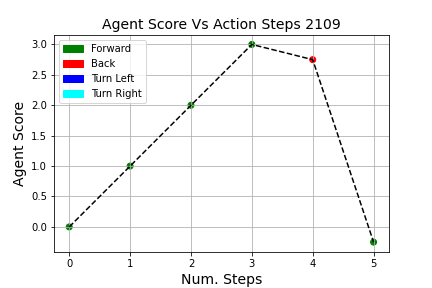 Agent Score Vs Action Steps 2109
Forward
Back
Turn Left
Turn Right
3.0
2.5
2.0
1.5
1.0
0.5
0.0
Agent Score
0 1 2 3 4 5
Num. Steps